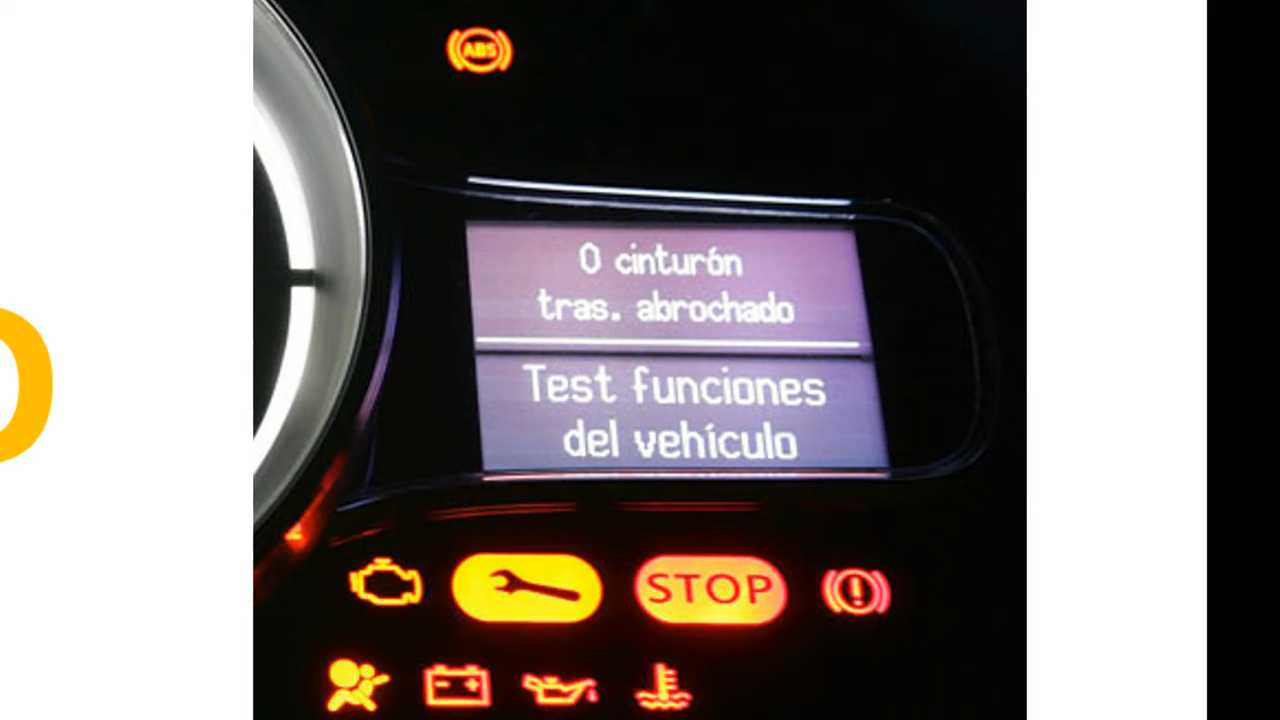 ABS
0 cinturón
tras. abrochado
Test funciones
del vehículo
STOP